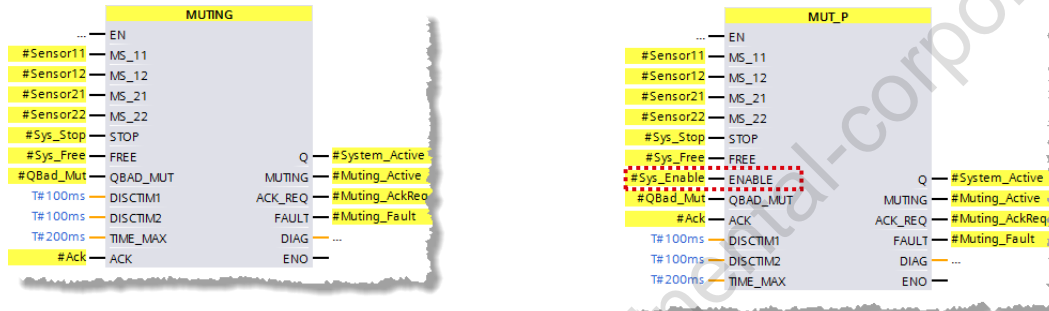 MUTING
... EN
#Sensor11 MS_11
#Sensor12 MS_12
#Sensor21 MS_21
#Sensor22 MS_22
#Sys_Stop STOP
#Sys_Free FREE Q #System_Active
#QBad_Mut QBAD_MUT MUTING #Muting_Active
T#100ms DISCTIM1 ACK_REQ #Muting_AckReq
T#100ms DISCTIM2 FAULT #Muting_Fault
T#200ms TIME_MAX DIAG ...
#Ack ACK ENO
MUT_P
... EN
#Sensor11 MS_11
#Sensor12 MS_12
#Sensor21 MS_21
#Sensor22 MS_22
#Sys_Stop STOP
#Sys_Free FREE
#Sys_Enable ENABLE Q #System_Active
#QBad_Mut QBAD_MUT MUTING #Muting_Active
#Ack ACK ACK_REQ #Muting_AckReq
T#100ms DISCTIM1 FAULT #Muting_Fault
T#100ms DISCTIM2 DIAG ...
T#200ms TIME_MAX ENO